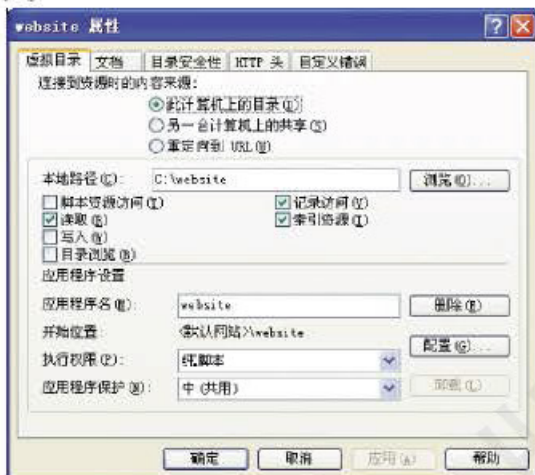 website 属性
虚拟目录 文档 目录安全性 HTTP 头 自定义错误
连接到资源时的内容来源:
此计算机上的目录(D)
另一台计算机上的共享(S)
重定向到 URL(U)
本地路径(C): C:\website 浏览(O)...
脚本资源访问(T) 记录访问(V)
读取(R) 索引资源(I)
写入(W)
目录浏览(B)
应用程序设置
应用程序名(M): website 删除(E)
开始位置: <默认网站>\website
配置(G)...
执行权限(P): 纯脚本
应用程序保护(N): 中(共用) 卸载(L)
确定 取消 应用(A) 帮助